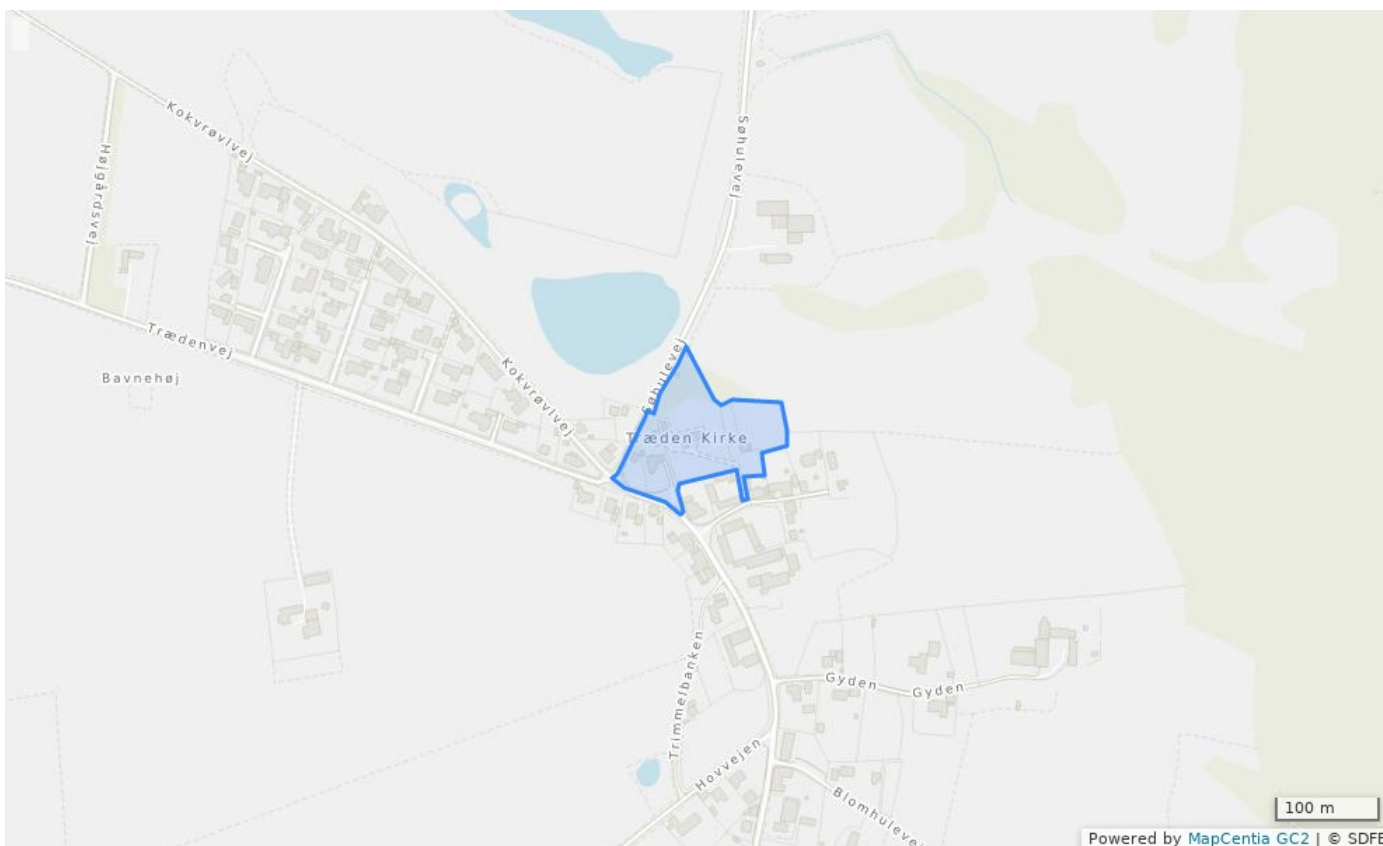 Kokvrøvlvej
Højgårdsvej
Søhulevej
Trædenvej
Bavnehøj
Kokvrøvlvej
Søhulevej
Træden Kirke
Trimmelbanken
Gyden
Gyden
Hovvejen
Blomhulevej
100 m
Powered by MapCentia GC2 | © SDFE